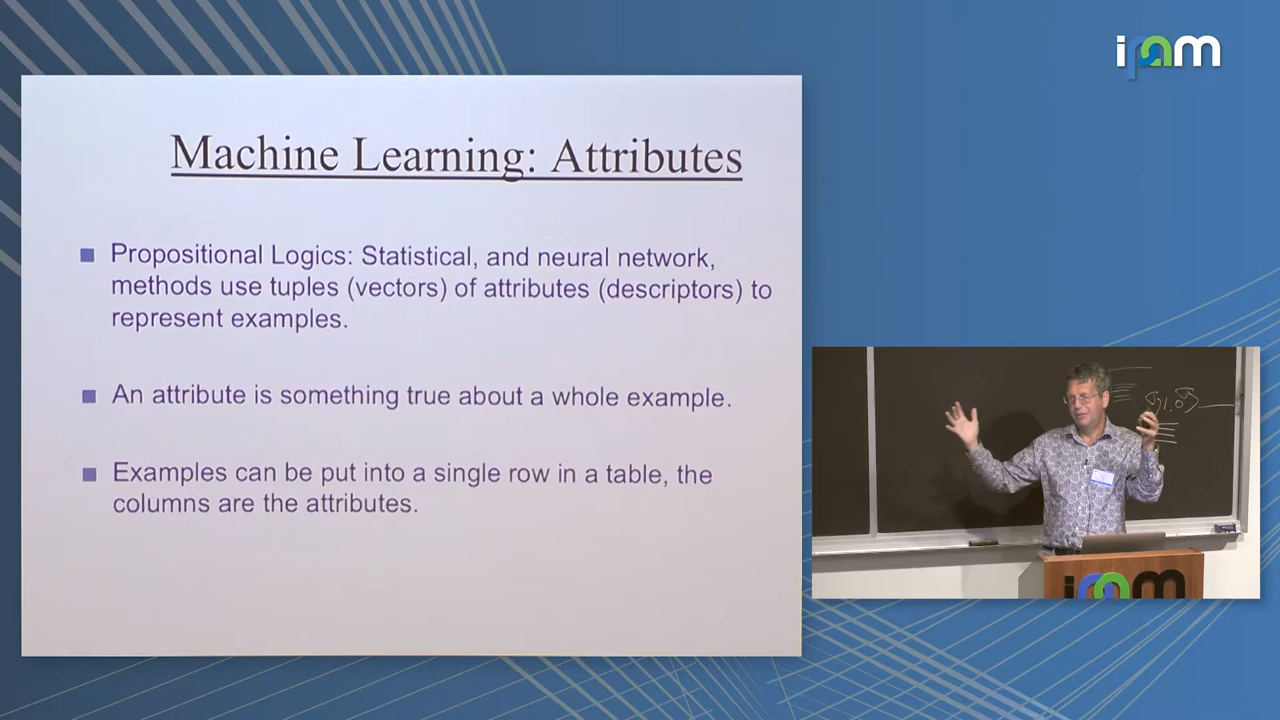 ipam
Machine Learning: Attributes
Propositional Logics: Statistical, and neural network,
methods use tuples (vectors) of attributes (descriptors) to
represent examples.
An attribute is something true about a whole example.
Examples can be put into a single row in a table, the
columns are the attributes.
ipam